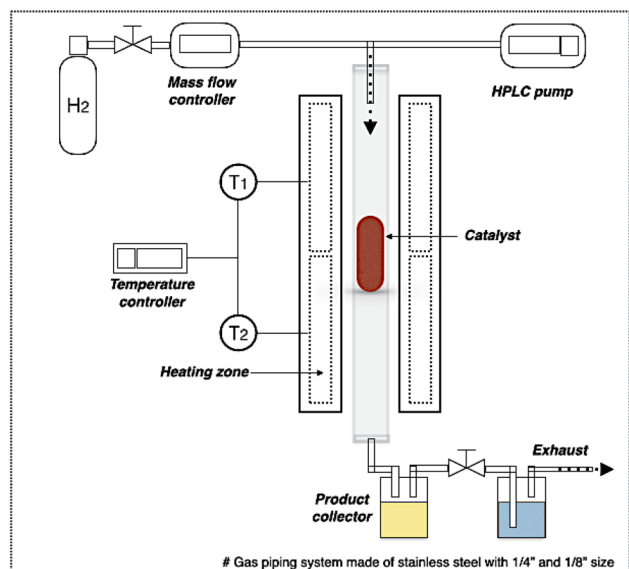 H2
Mass flow
controller
HPLC pump
T1
Catalyst
Temperature
controller
T2
Heating zone
Exhaust
Product
collector
# Gas piping system made of stainless steel with 1/4” and 1/8” size